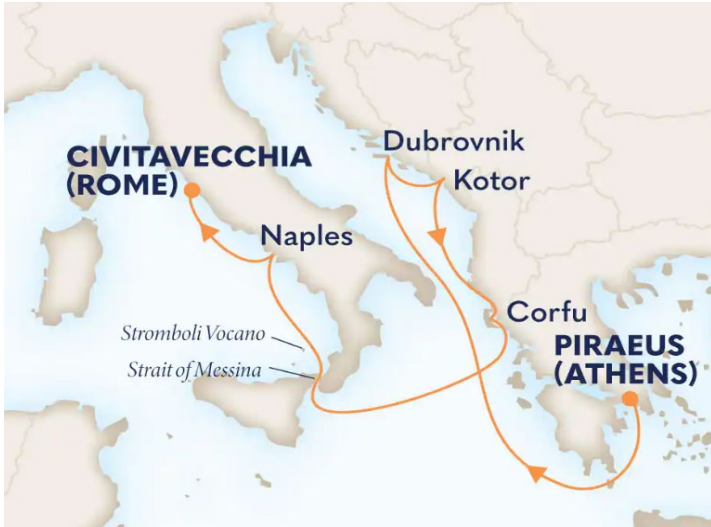 Dubrovnik
CIVITAVECCHIA
(ROME)
Kotor
Naples
Corfu
Stromboli Vocano
PIRAEUS
(ATHENS)
Strait of Messina